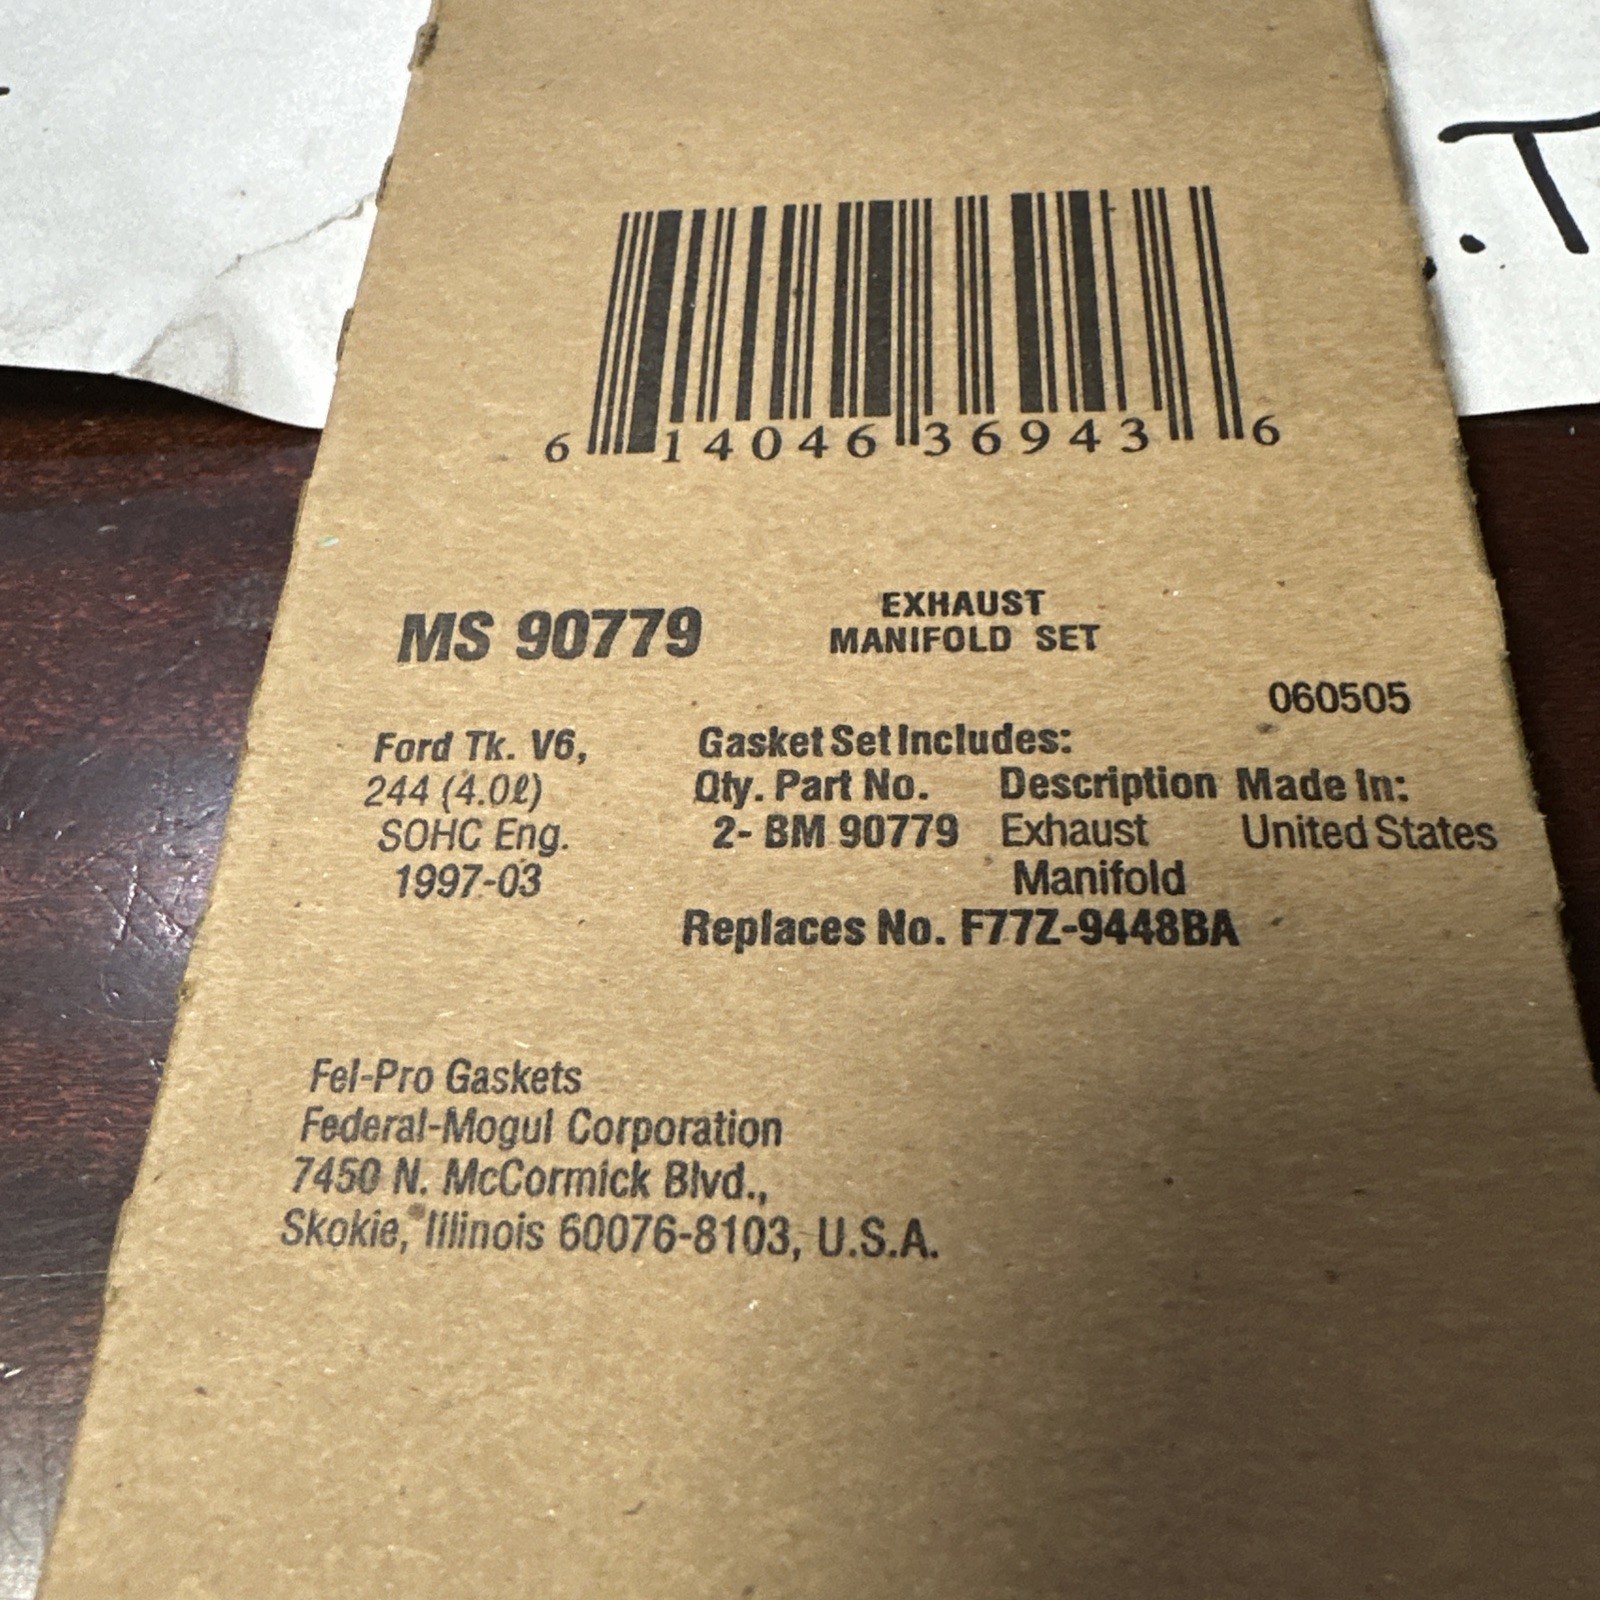 .T
6 14046 36943 6
MS 90779
EXHAUST
MANIFOLD SET
060505
Ford Tk. V6,
244 (4.0ℓ)
SOHC Eng.
1997-03
Gasket Set Includes:
Qty. Part No. Description Made In:
2- BM 90779 Exhaust United States
Manifold
Replaces No. F77Z-9448BA
Fel-Pro Gaskets
Federal-Mogul Corporation
7450 N. McCormick Blvd.,
Skokie, Illinois 60076-8103, U.S.A.